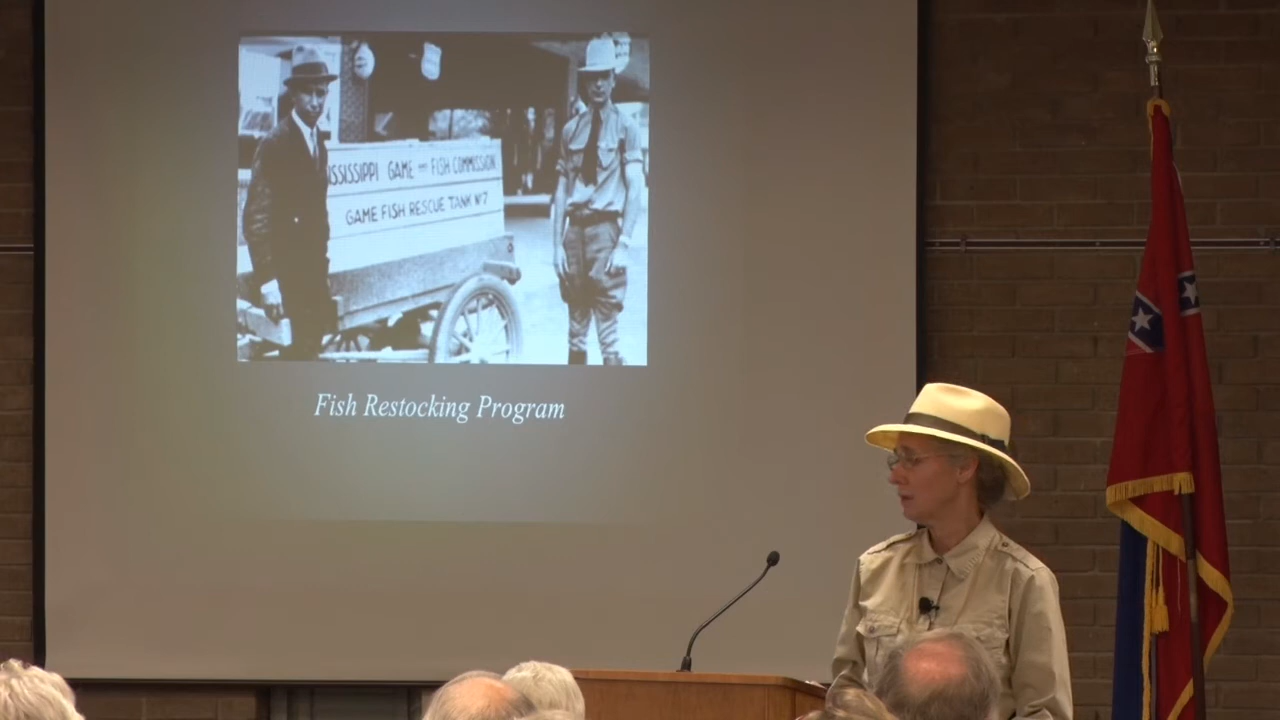 ISSISSIPPI GAME AND FISH COMMISSION
GAME FISH RESCUE TANK Nº7
Fish Restocking Program